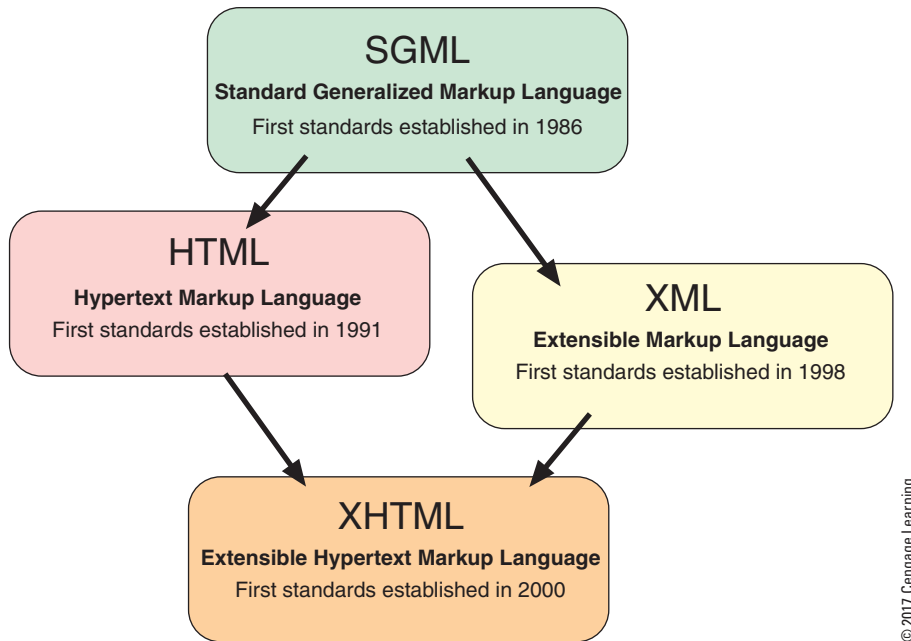 SGML
Standard Generalized Markup Language
First standards established in 1986
HTML
Hypertext Markup Language
First standards established in 1991
XML
Extensible Markup Language
First standards established in 1998
XHTML
Extensible Hypertext Markup Language
First standards established in 2000
© 2017 Cengage Learning